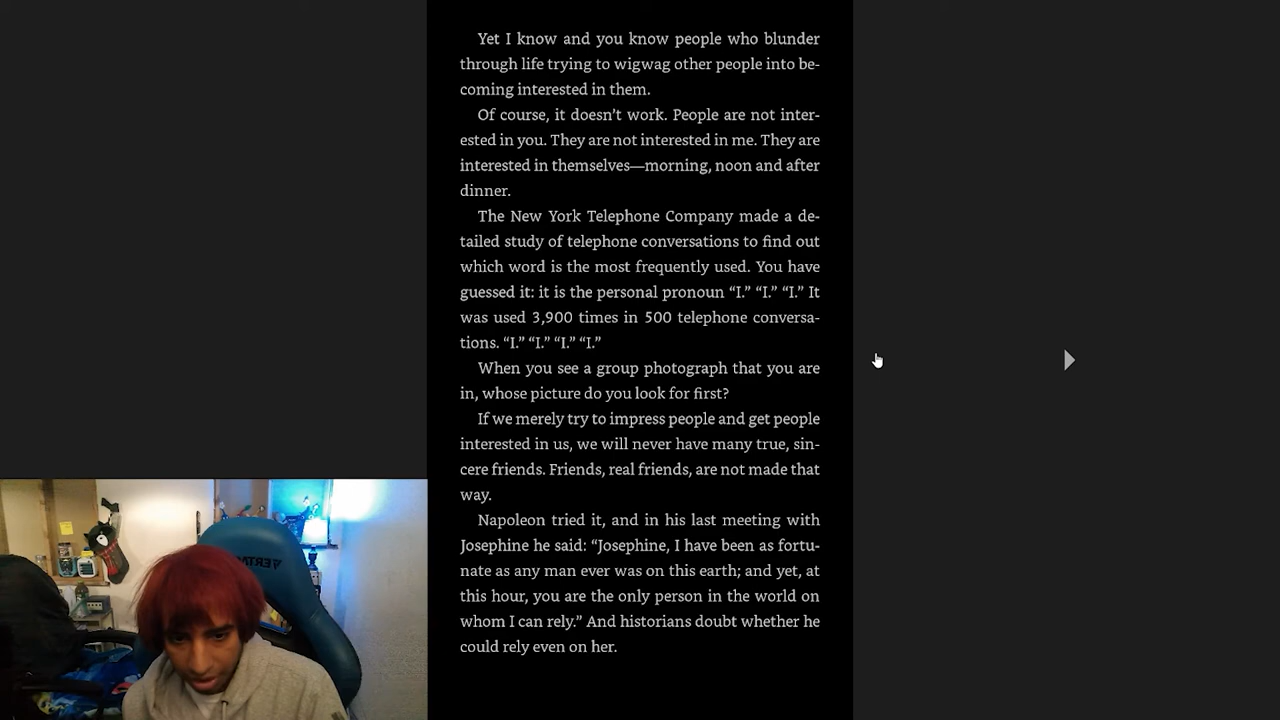 Yet I know and you know people who blunder
through life trying to wigwag other people into be-
coming interested in them.
Of course, it doesn’t work. People are not inter-
ested in you. They are not interested in me. They are
interested in themselves—morning, noon and after
dinner.
The New York Telephone Company made a de-
tailed study of telephone conversations to find out
which word is the most frequently used. You have
guessed it: it is the personal pronoun “I.” “I.” “I.” It
was used 3,900 times in 500 telephone conversa-
tions. “I.” “I.” “I.” “I.”
When you see a group photograph that you are
in, whose picture do you look for first?
If we merely try to impress people and get people
interested in us, we will never have many true, sin-
cere friends. Friends, real friends, are not made that
way.
Napoleon tried it, and in his last meeting with
Josephine he said: “Josephine, I have been as fortu-
nate as any man ever was on this earth; and yet, at
this hour, you are the only person in the world on
whom I can rely.” And historians doubt whether he
could rely even on her.